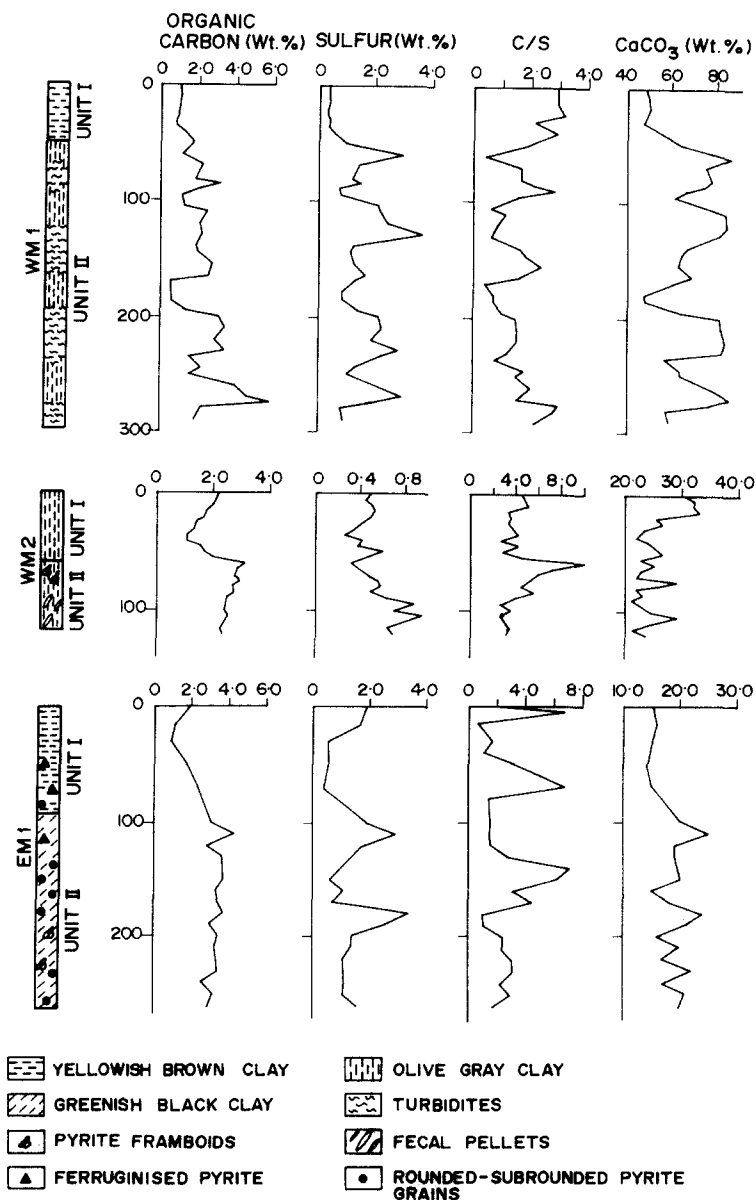 ORGANIC
CARBON (Wt.%) SULFUR(Wt.%) C/S CaCO3 (Wt.%)
0 2·0 4·0 6·0 0 2·0 4·0 0 2·0 4·0 40 60 80
0
100
200
300
WM 1
UNIT I
UNIT II
0 2·0 4·0 0·4 0·8 0 4·0 8·0 20·0 30·0 40·0
0
100
WM2
UNIT I
UNIT II
0 2·0 4·0 6·0 0 2·0 4·0 0 4·0 8·0 10·0 20·0 30·0
0
100
200
EM 1
UNIT I
UNIT II
YELLOWISH BROWN CLAY
OLIVE GRAY CLAY
GREENISH BLACK CLAY
TURBIDITES
PYRITE FRAMBOIDS
FECAL PELLETS
FERRUGINISED PYRITE
ROUNDED-SUBROUNDED PYRITE
GRAINS